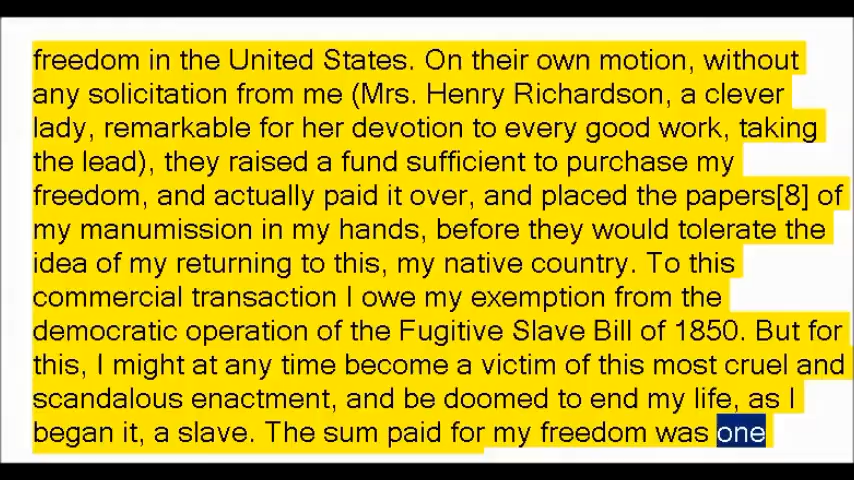 freedom in the United States. On their own motion, without
any solicitation from me (Mrs. Henry Richardson, a clever
lady, remarkable for her devotion to every good work, taking
the lead), they raised a fund sufficient to purchase my
freedom, and actually paid it over, and placed the papers[8] of
my manumission in my hands, before they would tolerate the
idea of my returning to this, my native country. To this
commercial transaction I owe my exemption from the
democratic operation of the Fugitive Slave Bill of 1850. But for
this, I might at any time become a victim of this most cruel and
scandalous enactment, and be doomed to end my life, as I
began it, a slave. The sum paid for my freedom was one